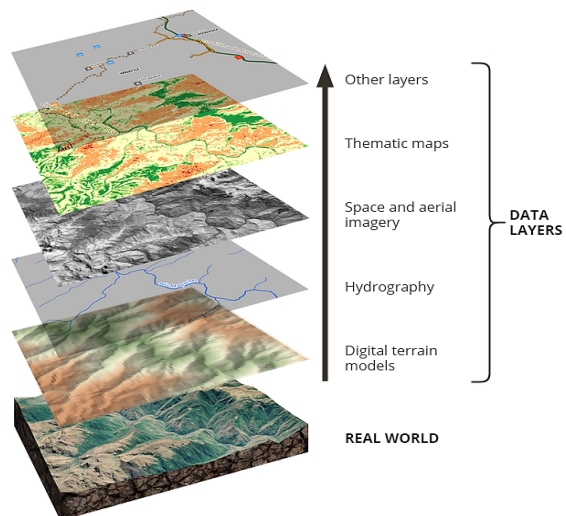 Other layers
Thematic maps
Space and aerial
imagery
Hydrography
Digital terrain
models
DATA
LAYERS
REAL WORLD